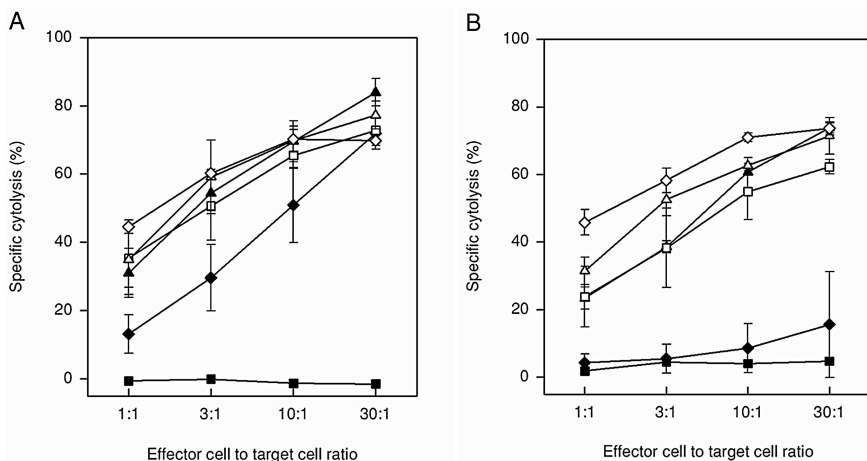 A
Specific cytolysis (%)
100
80
60
40
20
0
1:1 3:1 10:1 30:1
Effector cell to target cell ratio
B
Specific cytolysis (%)
100
80
60
40
20
0
1:1 3:1 10:1 30:1
Effector cell to target cell ratio